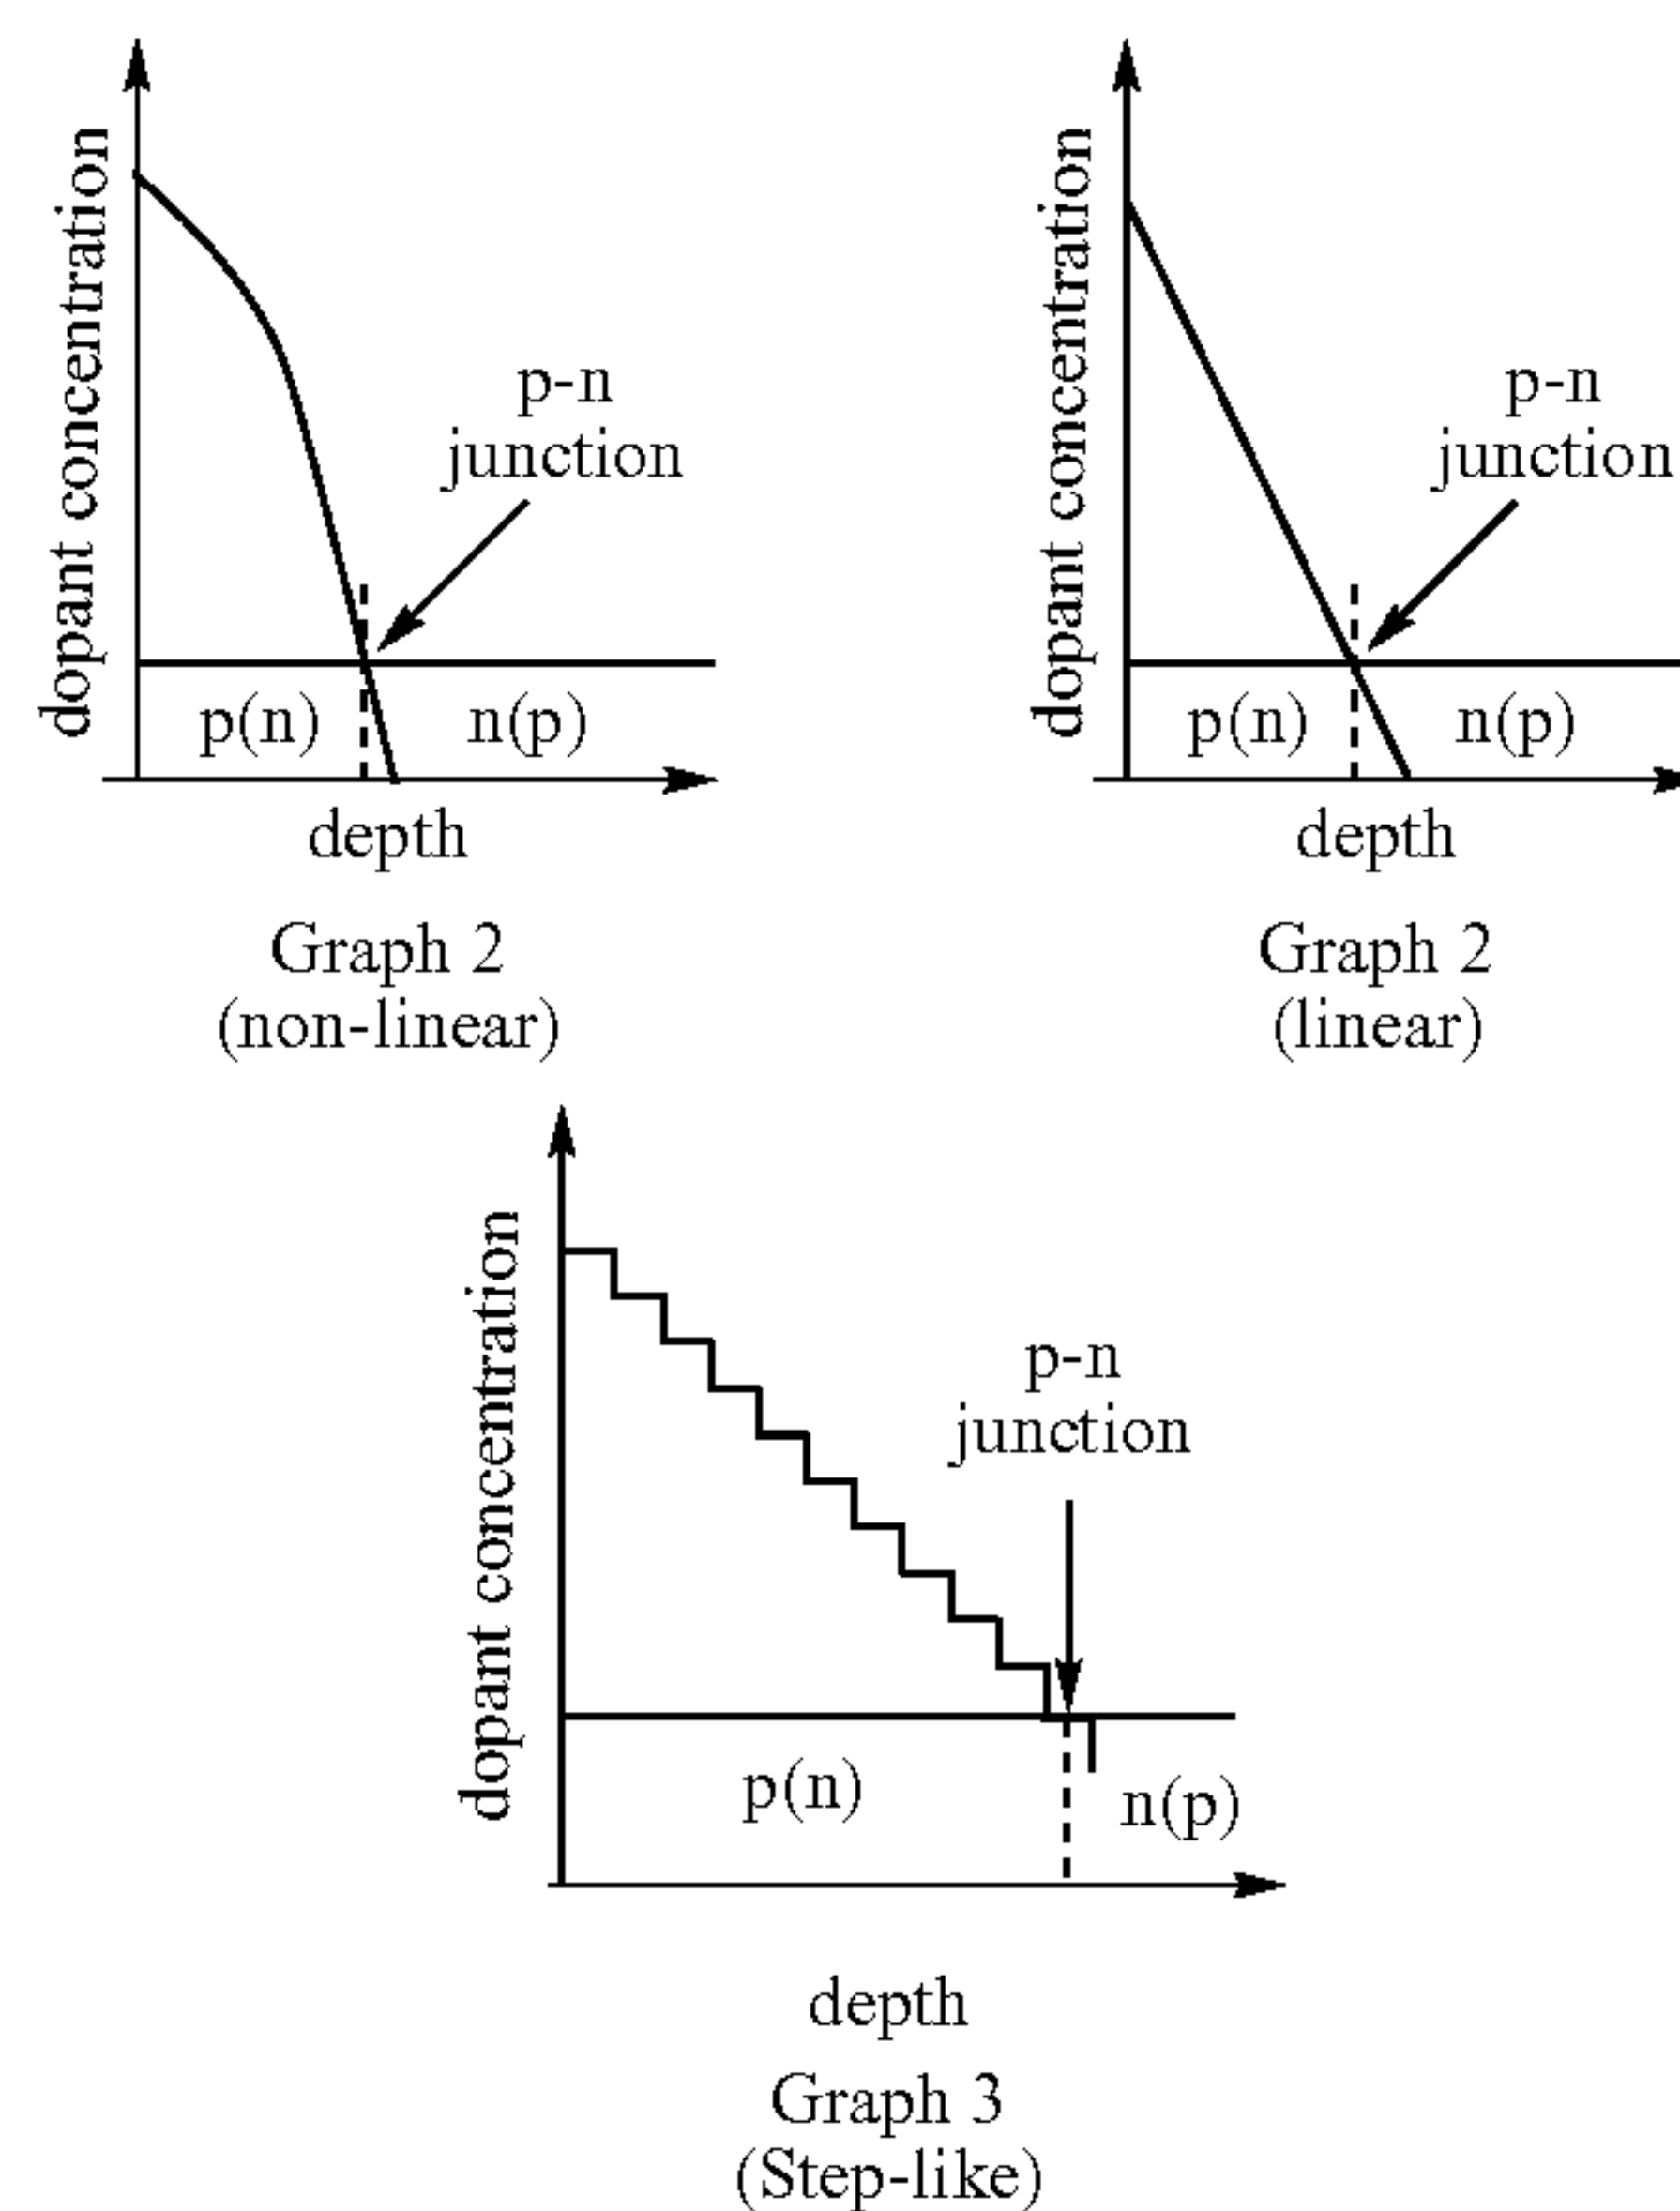 dopant concentration
p-n
junction
p(n)
n(p)
depth
Graph 2
(non-linear)
dopant concentration
p-n
junction
p(n)
n(p)
depth
Graph 2
(linear)
dopant concentration
p-n
junction
p(n)
n(p)
depth
Graph 3
(Step-like)